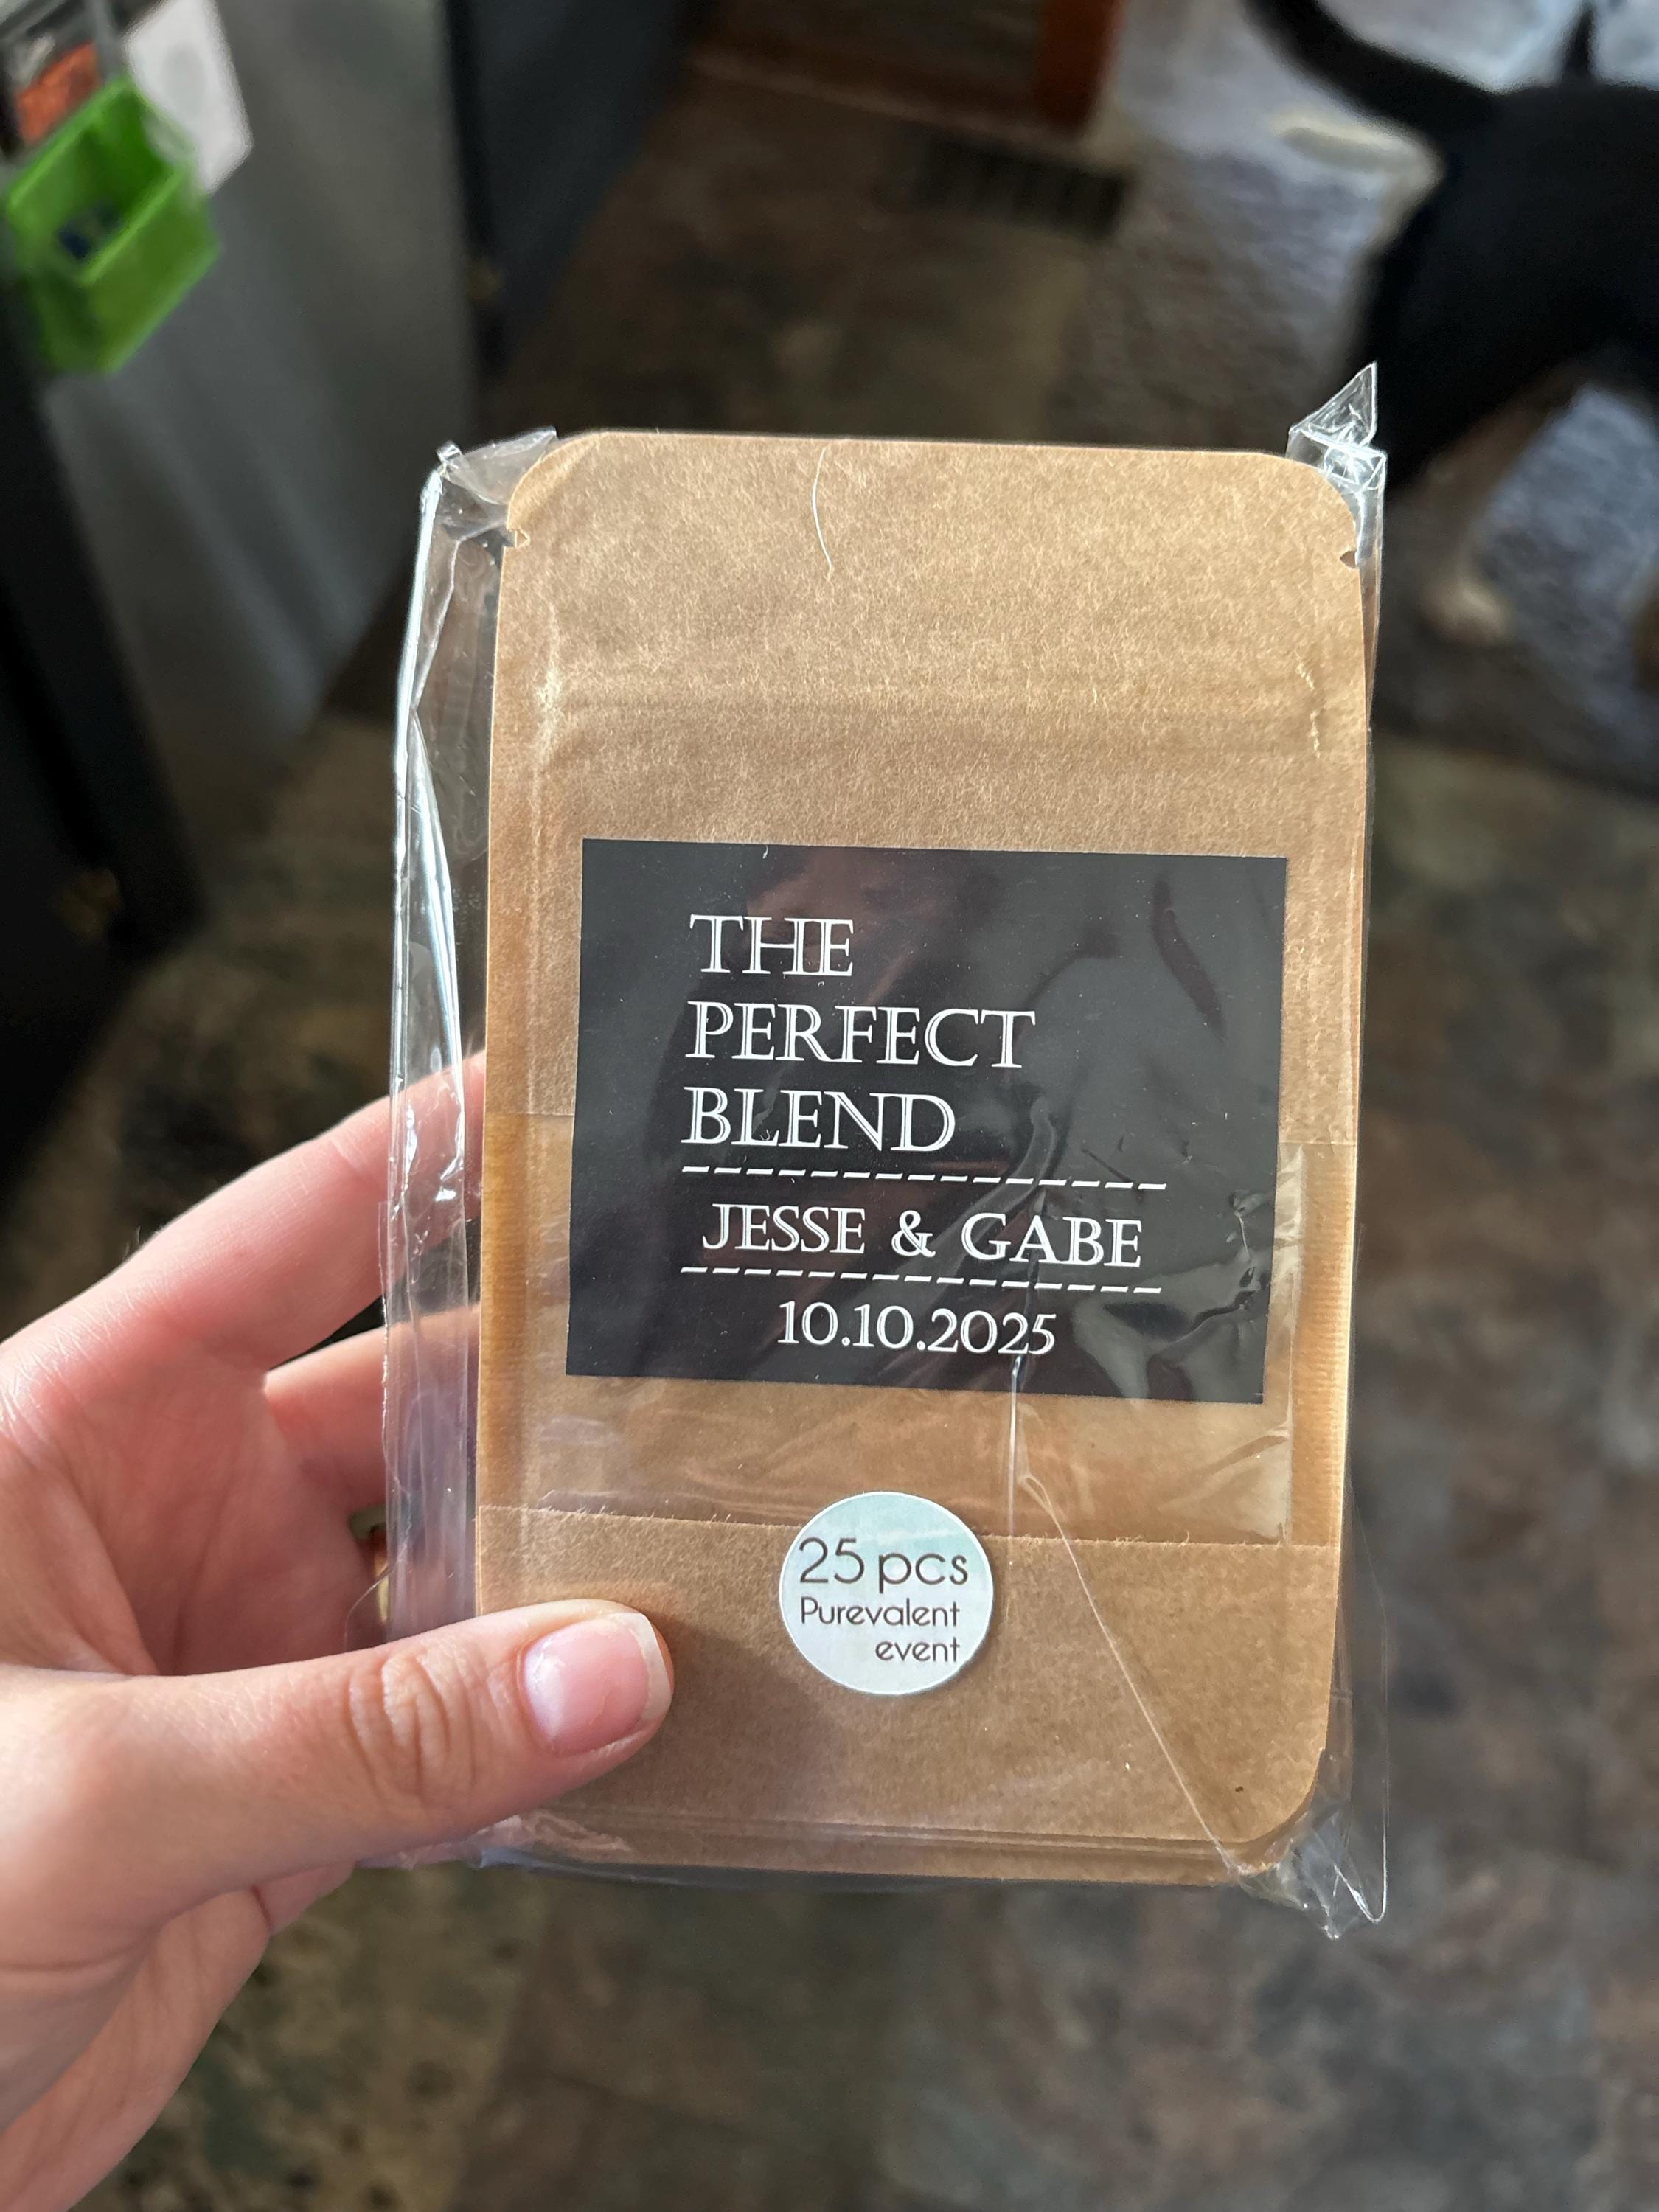 THE
PERFECT
BLEND
JESSE & GABE
10.10.2025
25 pcs
Purevalent
event